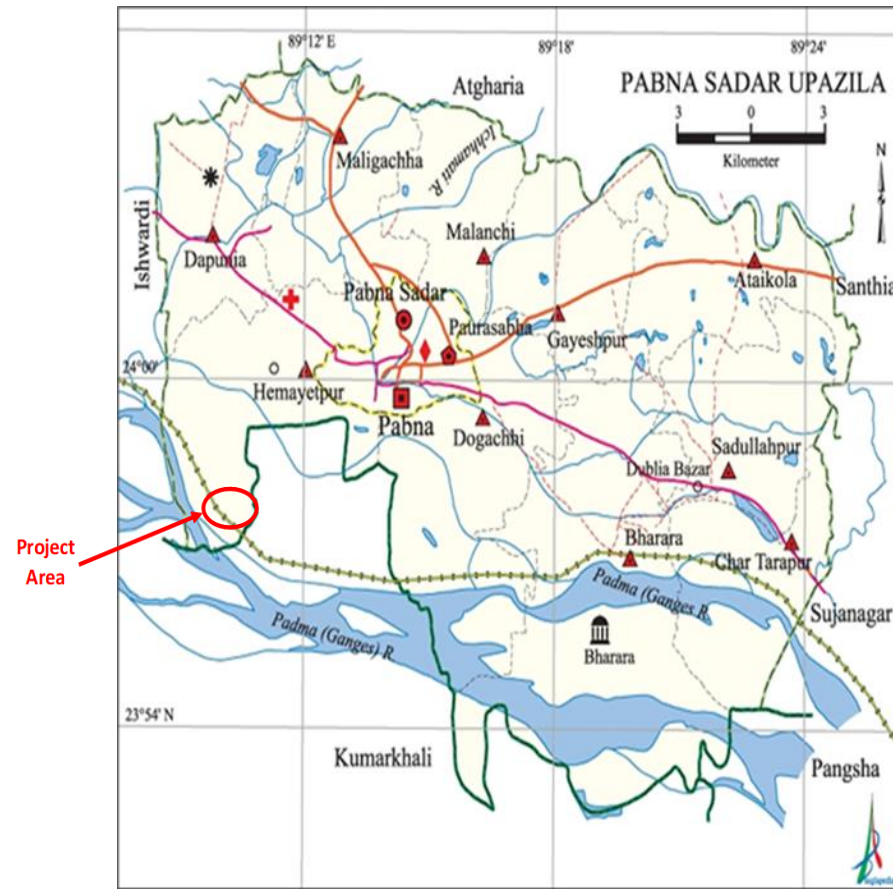 89°12' E
89°18'
89°24'
Atgharia
PABNA SADAR UPAZILA
3 0 3
Kilometer
N
Maligachha
Ichhamati R.
Ishwardi
Dapunia
Malanchi
Ataikola
Santhia
Pabna Sadar
Paurasabha
Gayeshpur
24°00'
Hemayetpur
Pabna
Dogachhi
Sadullahpur
Dublia Bazar
Project
Area
Bharara
Char Tarapur
Padma (Ganges R.
Sujanagar
Padma (Ganges) R.
Bharara
23°54' N
Kumarkhali
Pangsha